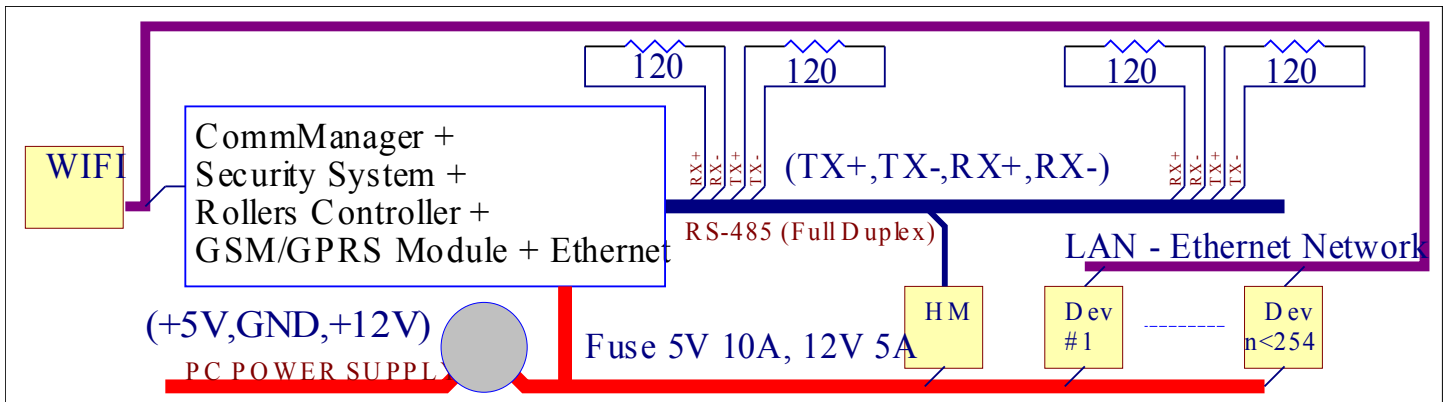 120
120
120
120
WIFI
CommManager +
Security System +
Rollers Controller +
GSM/GPRS Module + Ethernet
RX+
RX-
TX+
TX-
(TX+,TX-,RX+,RX-)
RX+
RX-
TX+
TX-
RS-485 (Full Duplex)
LAN - Ethernet Network
(+5V,GND,+12V)
PC POWER SUPPLY
Fuse 5V 10A, 12V 5A
HM
Dev
#1
Dev
n<254